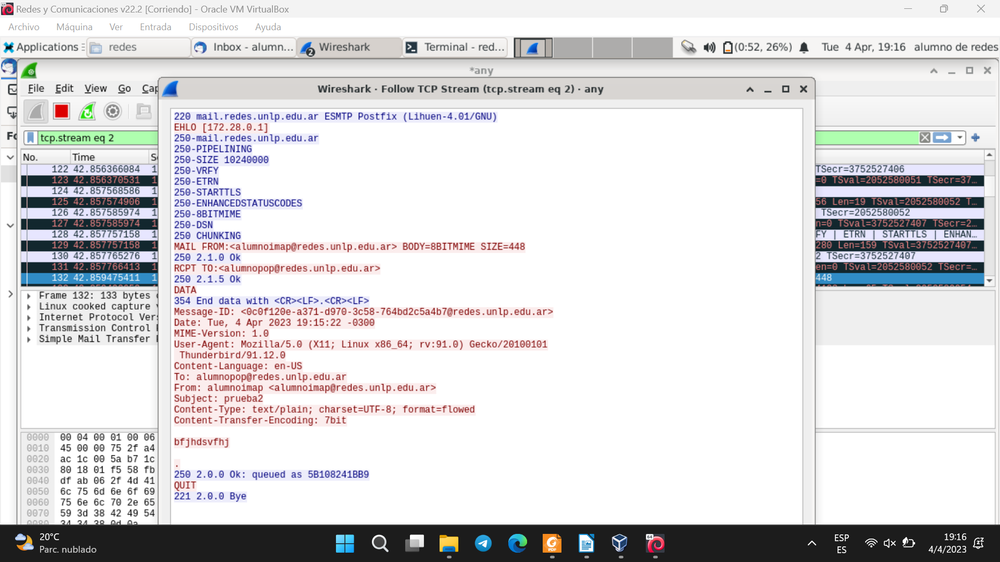 Redes y Comunicaciones v22.2 [Corriendo] - Oracle VM VirtualBox
Archivo Máquina Ver Entrada Dispositivos Ayuda
Applications redes Inbox - alumn... Wireshark Terminal - red... (0:52, 26%) Tue 4 Apr, 19:16 alumno de redes
*any
File Edit View Go Cap
Wireshark · Follow TCP Stream (tcp.stream eq 2) · any
tcp.stream eq 2
No. Time
122 42.856366084 1 TSecr=3752527406
123 42.856370531 1 =0 TSval=2052580051 TSecr=37...
124 42.857568586 1
125 42.857574906 1 56 Len=19 TSval=2052580052 T...
126 42.857585974 1 TSecr=2052580052
127 42.857585974 1 n=0 TSval=3752527407 TSecr=2...
128 42.857757158 1 FY | ETRN | STARTTLS | ENHAN...
129 42.857757158 1 280 Len=159 TSval=3752527407...
130 42.857765276 1 2 TSecr=3752527407
131 42.857766413 1 en=0 TSval=2052580052 TSecr=...
132 42.859475411 1 448
220 mail.redes.unlp.edu.ar ESMTP Postfix (Lihuen-4.01/GNU)
EHLO [172.28.0.1]
250-mail.redes.unlp.edu.ar
250-PIPELINING
250-SIZE 10240000
250-VRFY
250-ETRN
250-STARTTLS
250-ENHANCEDSTATUSCODES
250-8BITMIME
250-DSN
250 CHUNKING
MAIL FROM:<alumnoimap@redes.unlp.edu.ar> BODY=8BITMIME SIZE=448
250 2.1.0 Ok
RCPT TO:<alumnopop@redes.unlp.edu.ar>
250 2.1.5 Ok
DATA
354 End data with <CR><LF>.<CR><LF>
Message-ID: <0c0f120e-a371-d970-3c58-764bd2c5a4b7@redes.unlp.edu.ar>
Date: Tue, 4 Apr 2023 19:15:22 -0300
MIME-Version: 1.0
User-Agent: Mozilla/5.0 (X11; Linux x86_64; rv:91.0) Gecko/20100101
Thunderbird/91.12.0
Content-Language: en-US
To: alumnopop@redes.unlp.edu.ar
From: alumnoimap <alumnoimap@redes.unlp.edu.ar>
Subject: prueba2
Content-Type: text/plain; charset=UTF-8; format=flowed
Content-Transfer-Encoding: 7bit
bfjhdsvfhj
.
250 2.0.0 Ok: queued as 5B108241BB9
QUIT
221 2.0.0 Bye
Frame 132: 133 bytes
Linux cooked capture
Internet Protocol Ver
Transmission Control
Simple Mail Transfer
0000 00 04 00 01 00 06
0010 45 00 00 75 2f a4
0020 ac 1c 00 5a b7 1c
0030 80 18 01 f5 58 fb
0040 df ab 06 2f 4d 41
0050 6c 75 6d 6e 6f 69
0060 75 6e 6c 70 2e 65
0070 59 3d 38 42 49 54
0080 34 34 38 0d 0a
20°C
Parc. nublado
ESP
ES
19:16
4/4/2023